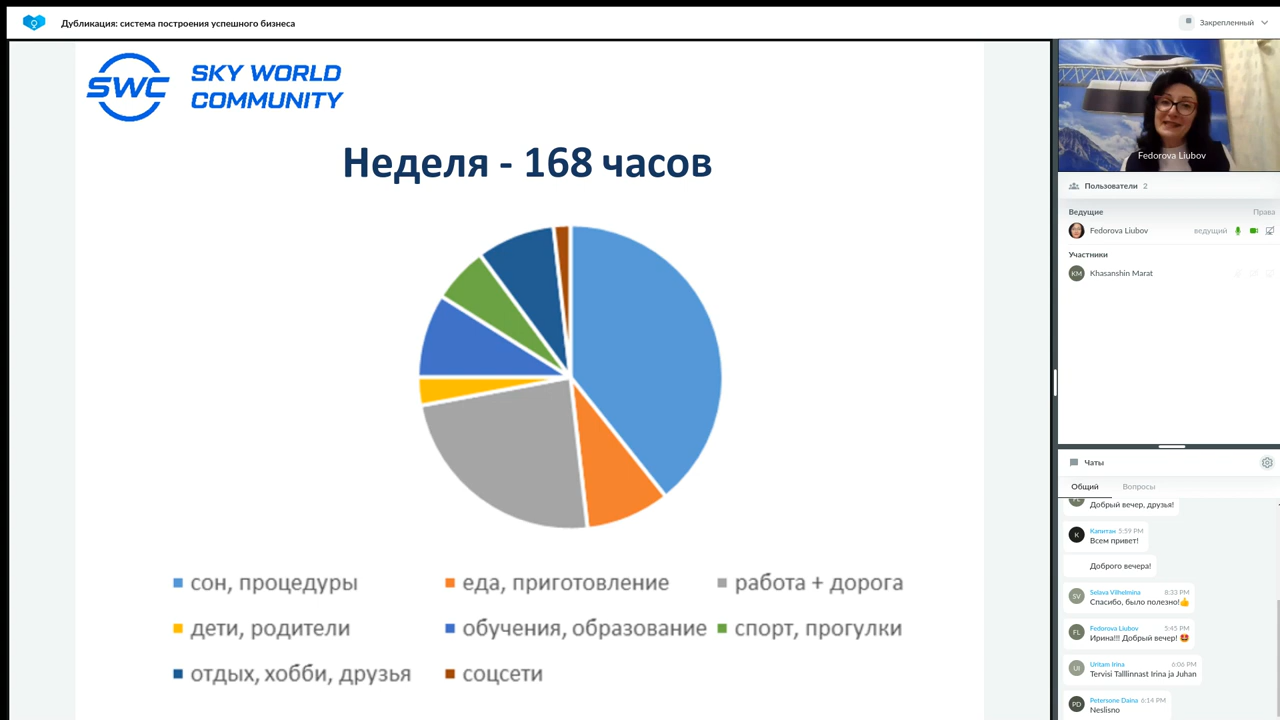 Дубликация: система построения успешного бизнеса
Закрепленный
SWC
SKY WORLD
COMMUNITY
Неделя - 168 часов
сон, процедуры
еда, приготовление
работа + дорога
дети, родители
обучения, образование
спорт, прогулки
отдых, хобби, друзья
соцсети
Fedorova Liubov
Пользователи 2
Ведущие Права
Fedorova Liubov ведущий
Участники
KM Khasanshin Marat
Чаты
Общий Вопросы
Добрый вечер, друзья!
К Капитан 5:59 PM
Всем привет!
Доброго вечера!
SV Selava Vilhelmina 8:33 PM
Спасибо, было полезно!👍
FL Fedorova Liubov 5:45 PM
Ирина!!! Добрый вечер! 🤩
UI Uritam Irina 6:06 PM
Tervisi Talllinnast Irina ja Juhan
PD Petersone Daina 6:14 PM
Neslisno